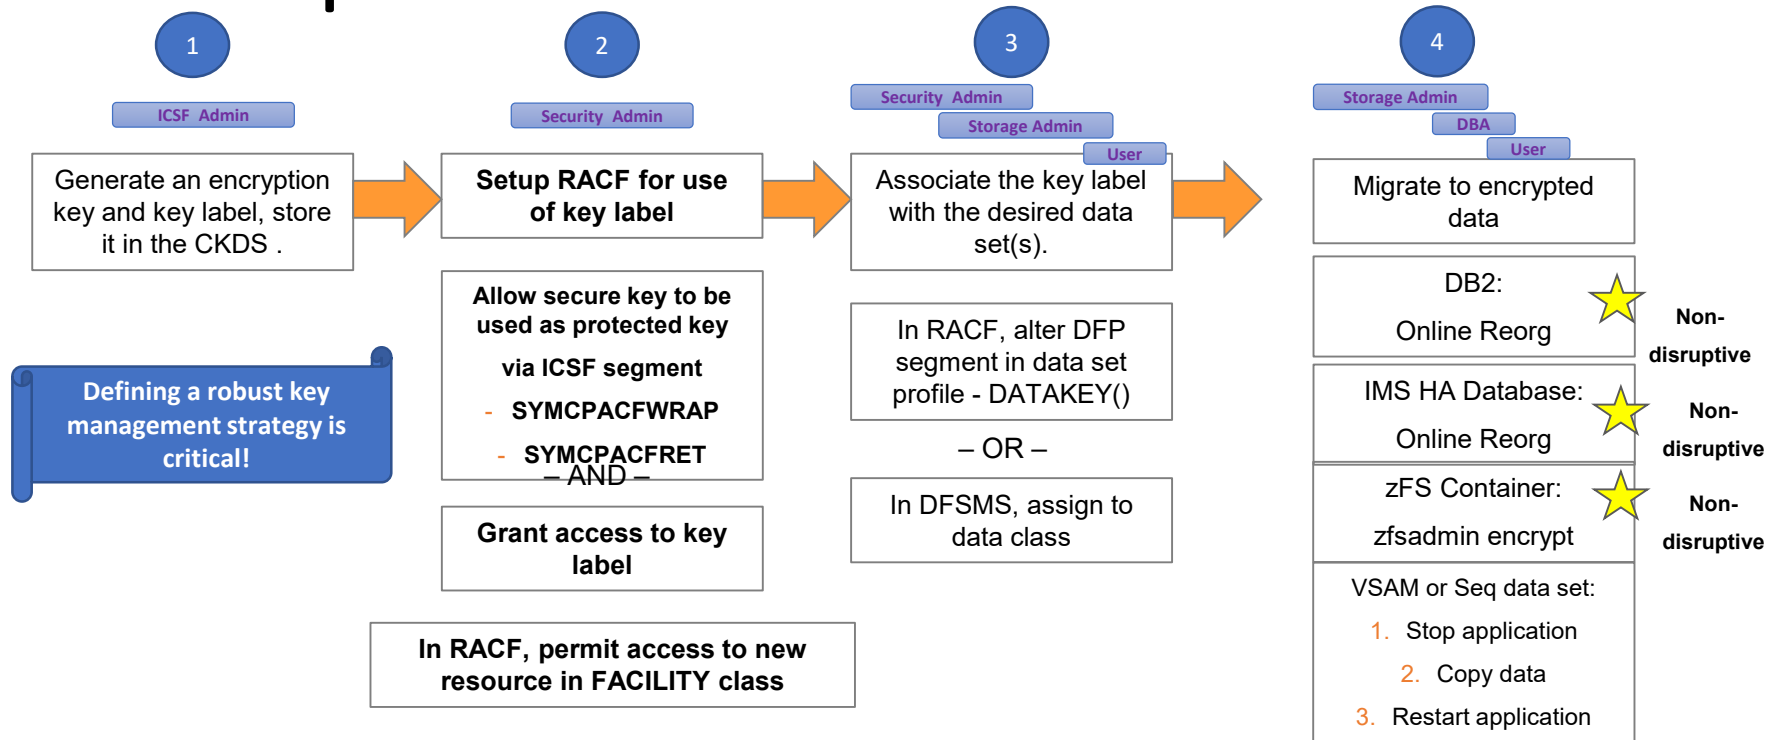 1
ICSF Admin
Generate an encryption
key and key label, store
it in the CKDS .
Defining a robust key
management strategy is
critical!
2
Security Admin
Setup RACF for use
of key label
Allow secure key to be
used as protected key
via ICSF segment
- SYMCPACFWRAP
- SYMCPACFRET
– AND –
Grant access to key
label
In RACF, permit access to new
resource in FACILITY class
3
Security Admin
Storage Admin
User
Associate the key label
with the desired data
set(s).
In RACF, alter DFP
segment in data set
profile - DATAKEY()
– OR –
In DFSMS, assign to
data class
4
Storage Admin
DBA
User
Migrate to encrypted
data
DB2:
Online Reorg
Non-
disruptive
IMS HA Database:
Online Reorg
Non-
disruptive
zFS Container:
zfsadmin encrypt
Non-
disruptive
VSAM or Seq data set:
1. Stop application
2. Copy data
3. Restart application